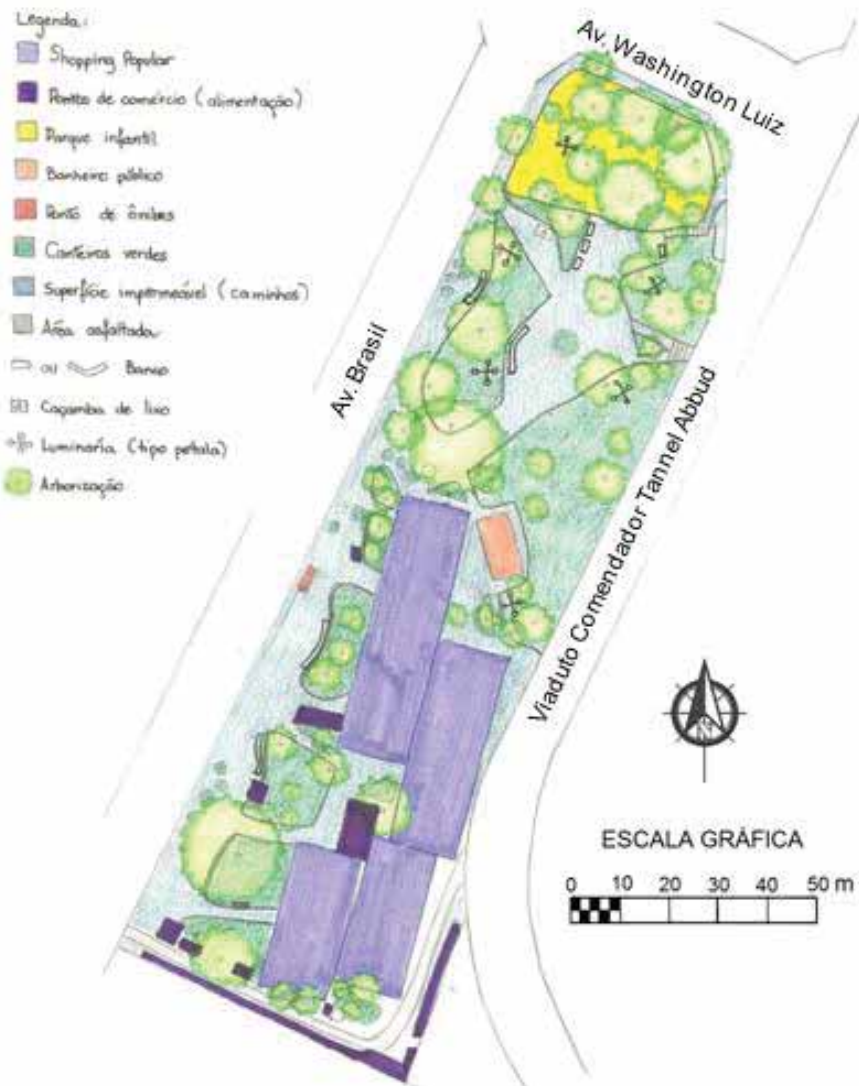 Legenda:
Shopping Popular
Pontos de comércio (alimentação)
Parque infantil
Banheiro público
Ponto de ônibus
Canteiros verdes
Superfície impermeável (caminhos)
Área asfaltada
ou Banco
Caçamba de lixo
Luminária (tipo pétala)
Arborização
Av. Washington Luiz
Av. Brasil
Viaduto Comendador Tannel Abbud
N
ESCALA GRÁFICA
0 10 20 30 40 50 m